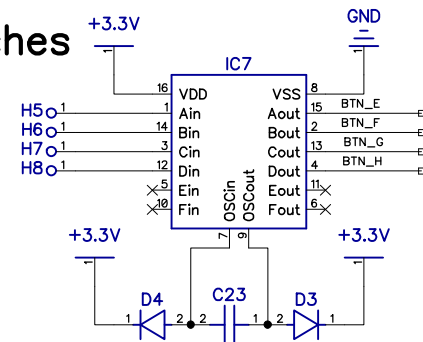 ches
+3.3V
GND
1
1
IC7
16 VDD VSS 8
H5 1 1 Ain Aout 15 BTN_E
H6 1 14 Bin Bout 2 BTN_F
H7 1 3 Cin Cout 13 BTN_G
H8 1 12 Din Dout 4 BTN_H
5 Ein Eout 11
10 Fin Fout 6
OSCin OSCout
7 9
+3.3V +3.3V
1 1
D4 C23 D3
1 2 2 1 2 1